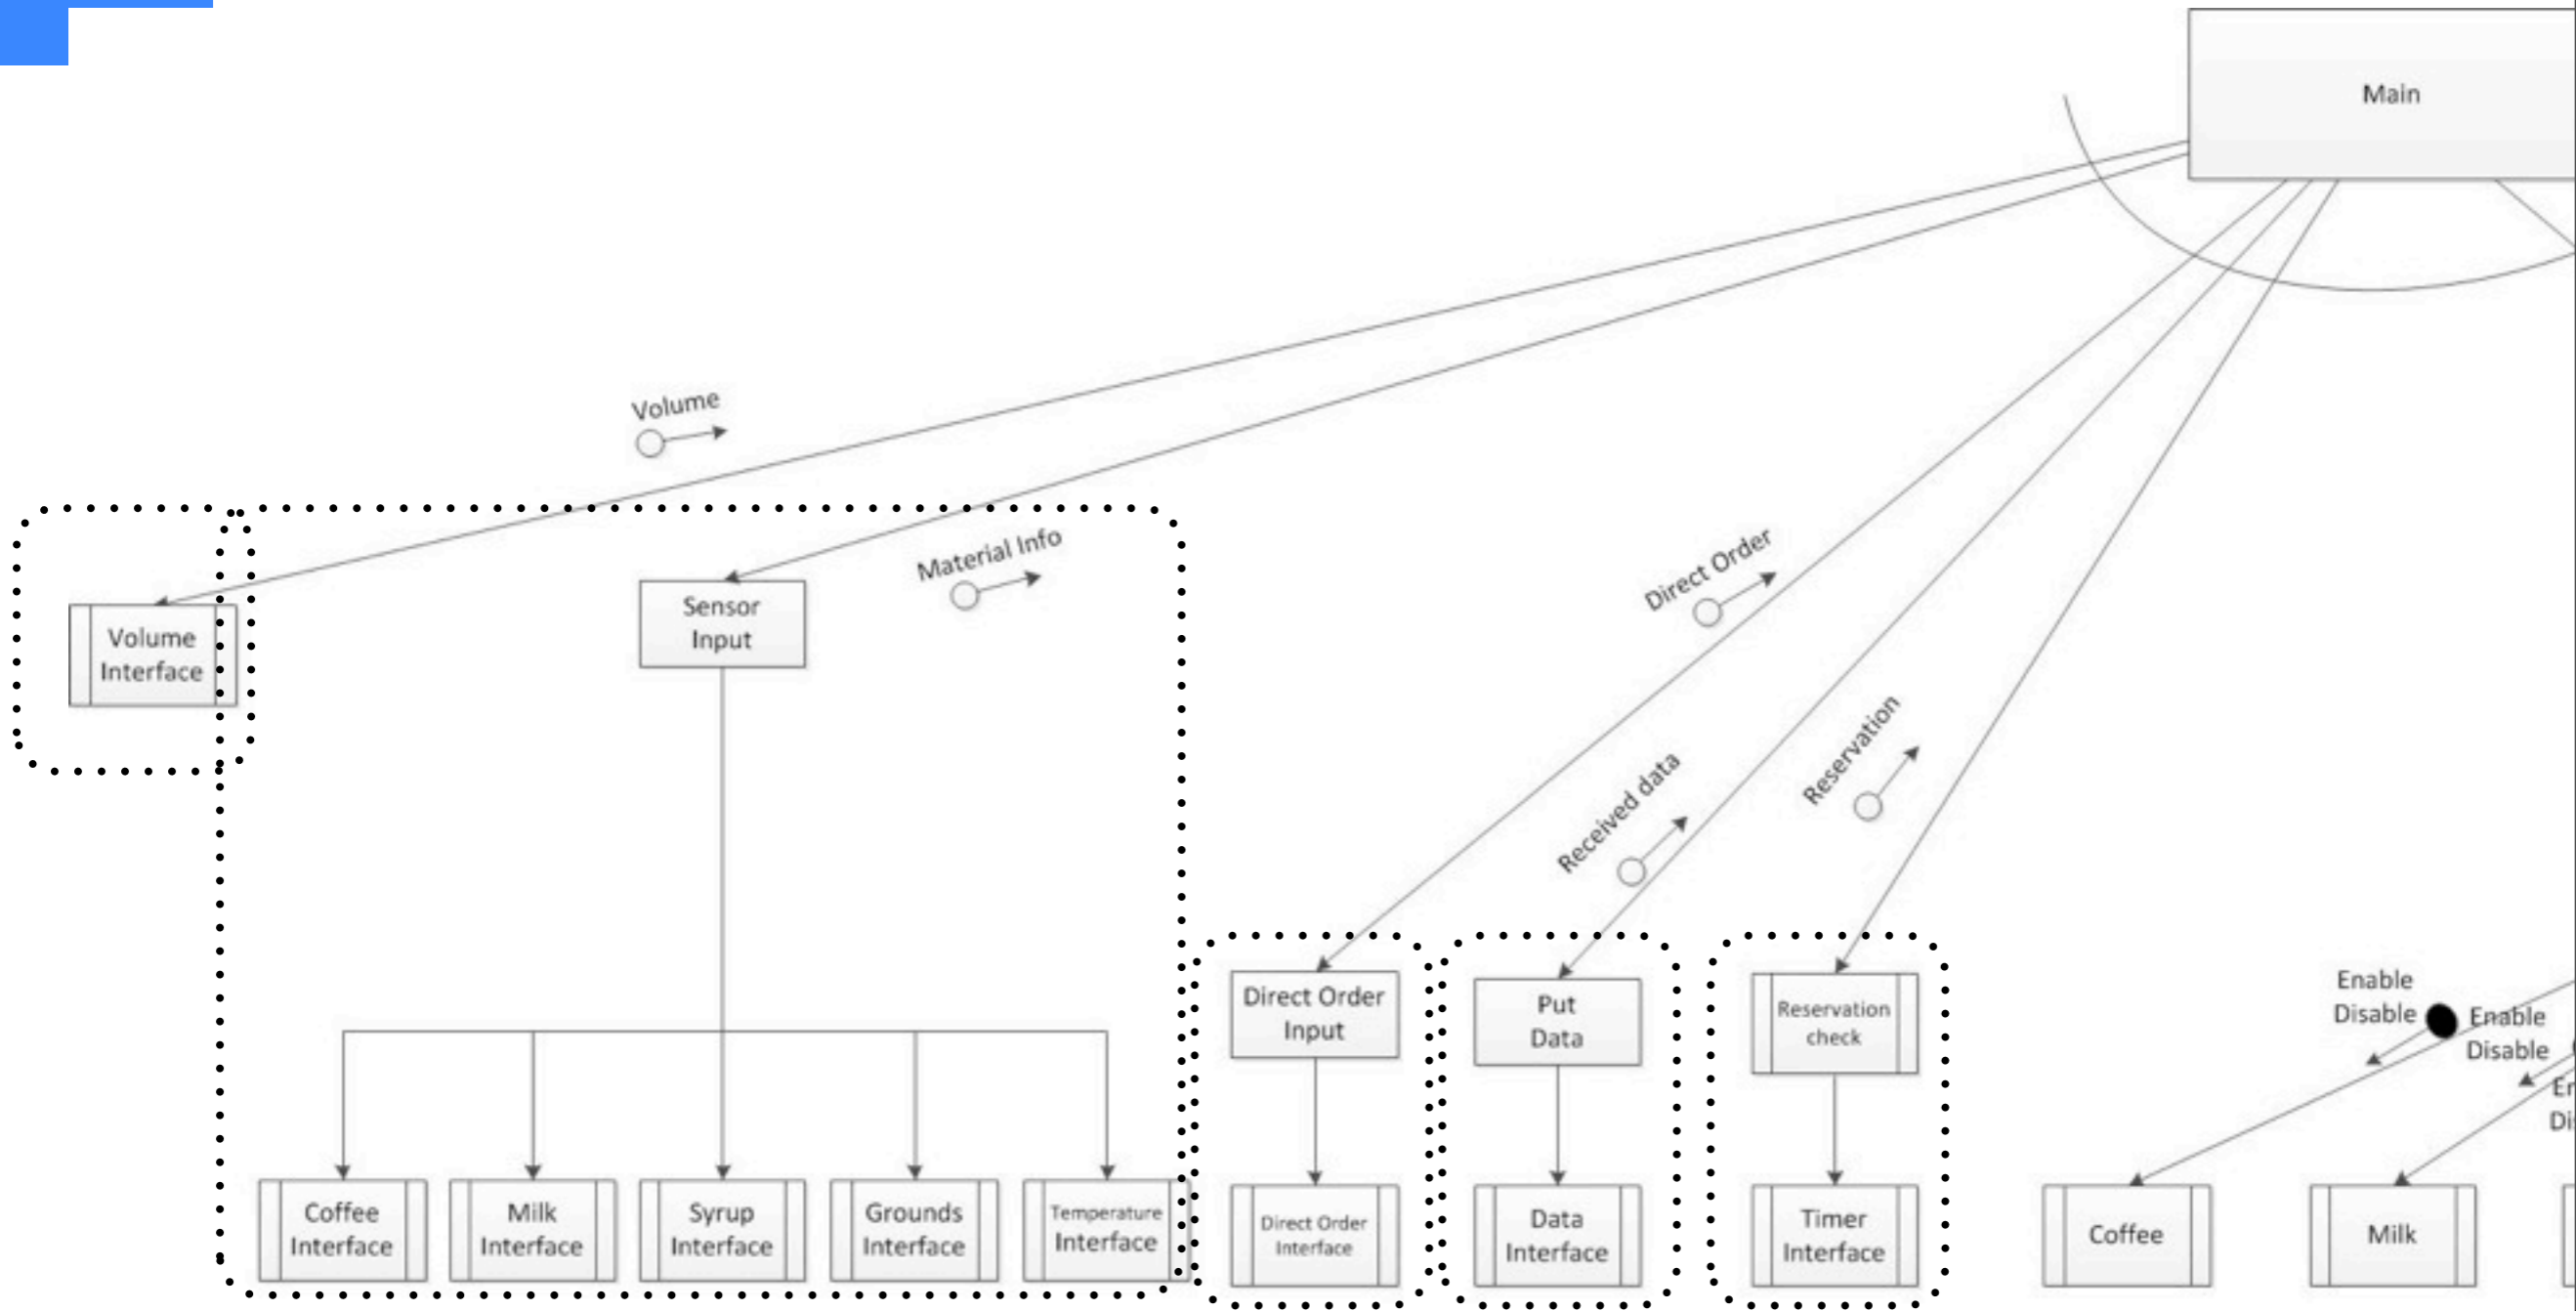 Main
Volume
Material Info
Direct Order
Received data
Reservation
Volume
Interface
Sensor
Input
Direct Order
Input
Put
Data
Reservation
check
Enable
Disable
Enable
Disable
Coffee
Interface
Milk
Interface
Syrup
Interface
Grounds
Interface
Temperature
Interface
Direct Order
Interface
Data
Interface
Timer
Interface
Coffee
Milk